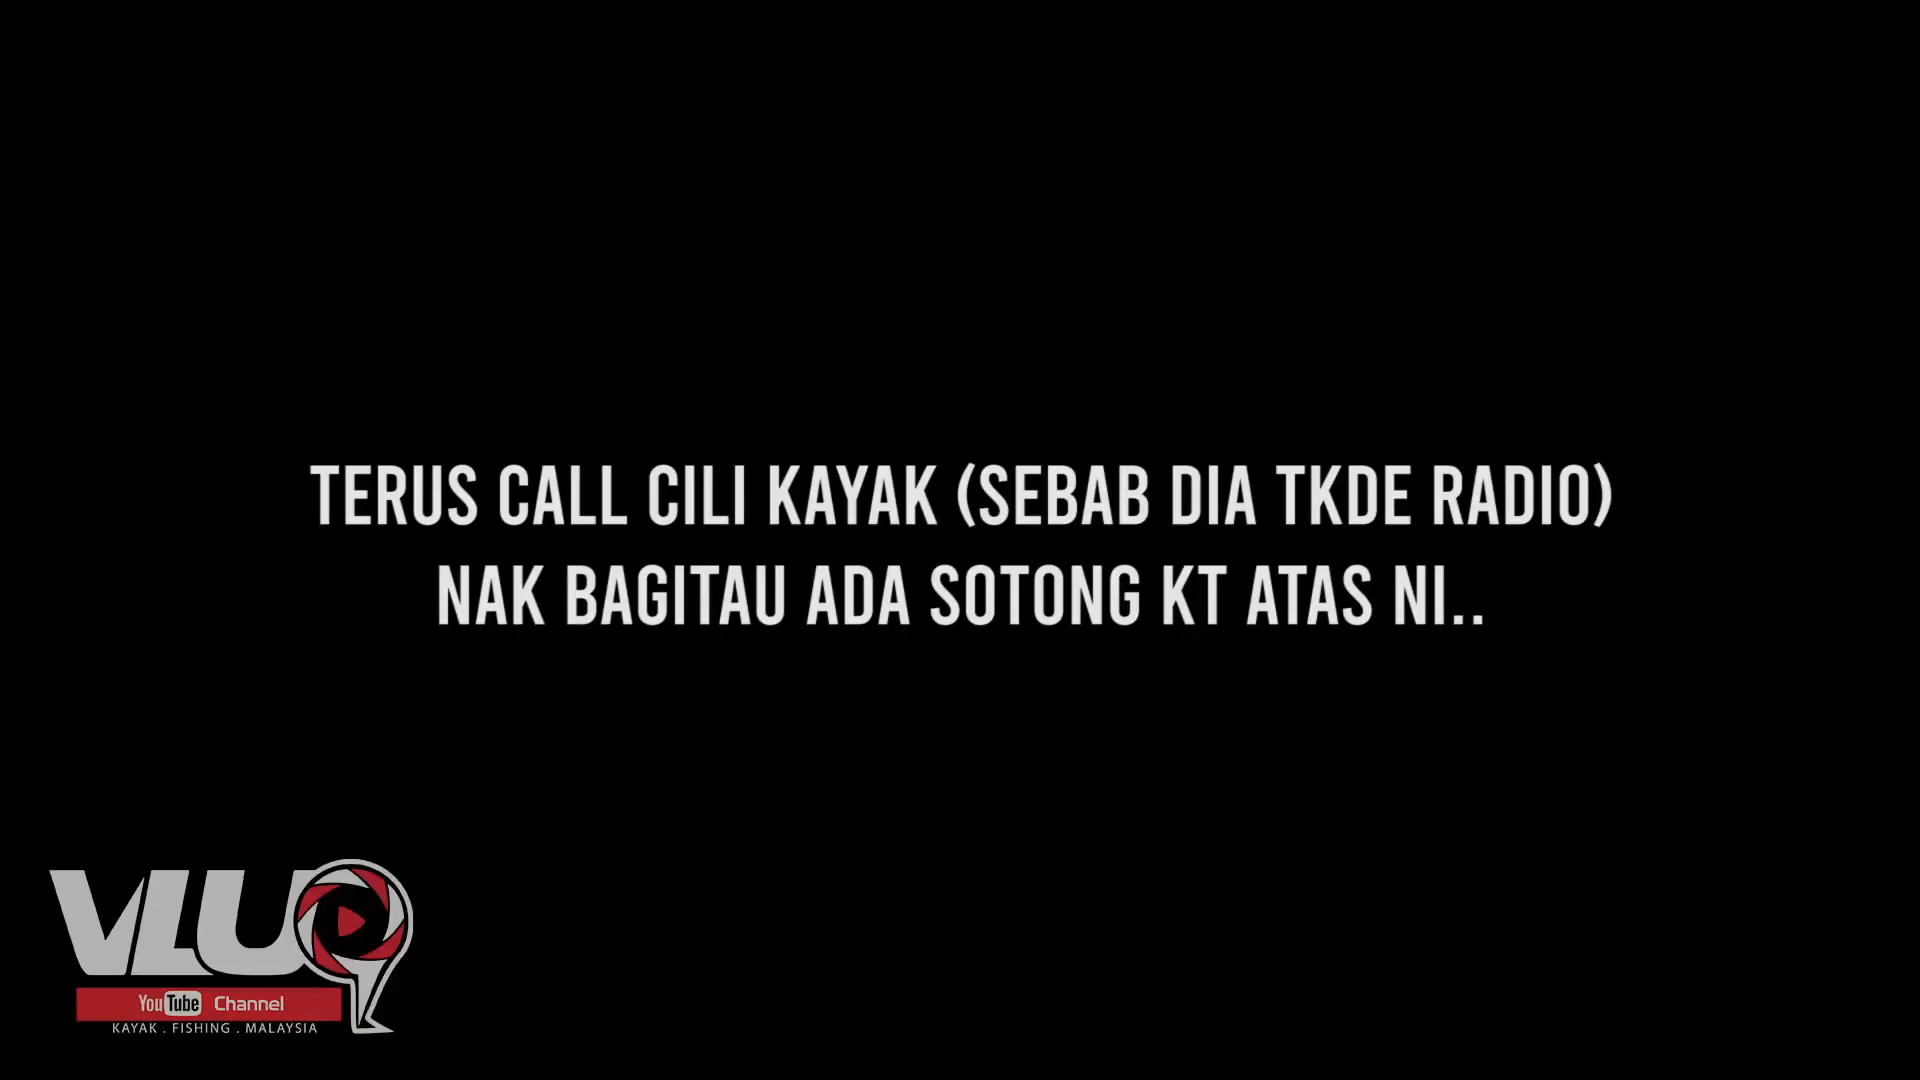 TERUS CALL CILI KAYAK (SEBAB DIA TKDE RADIO)
NAK BAGITAU ADA SOTONG KT ATAS NI..
VLUQ
YouTube Channel
KAYAK . FISHING . MALAYSIA